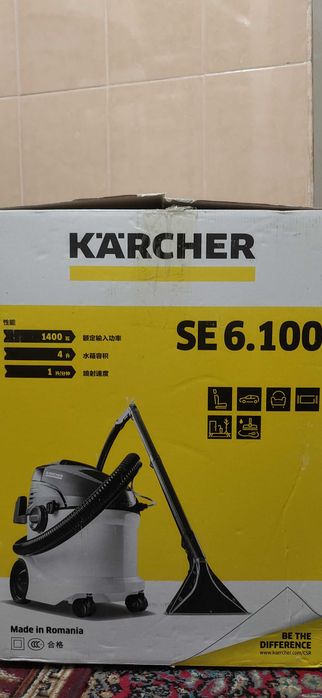 KÄRCHER
SE 6.100
性能
1400 瓦 额定输入功率
4 升 水箱容积
1 升/分钟 喷射速度
Made in Romania
CCC 合格
BE THE
DIFFERENCE
www.kaercher.com/CSR